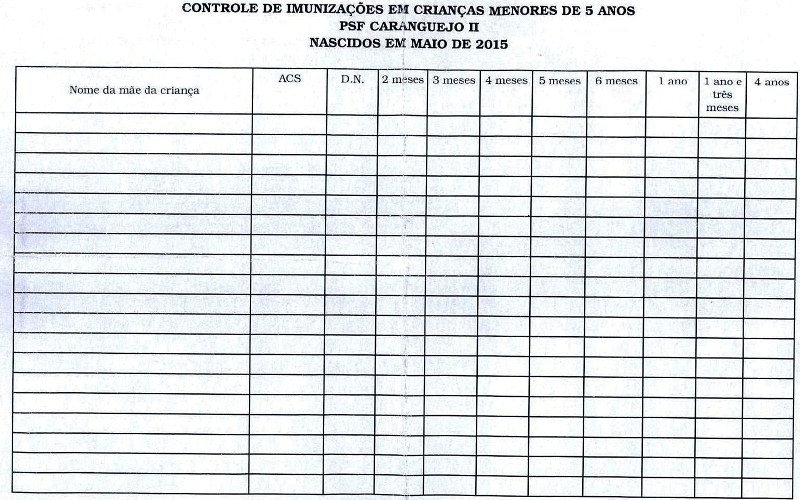 CONTROLE DE IMUNIZAÇÕES EM CRIANÇAS MENORES DE 5 ANOS
PSF CARANGUEJO II
NASCIDOS EM MAIO DE 2015
Nome da mãe da criança
ACS
D.N.
2 meses
3 meses
4 meses
5 meses
6 meses
1 ano
1 ano e
três
meses
4 anos